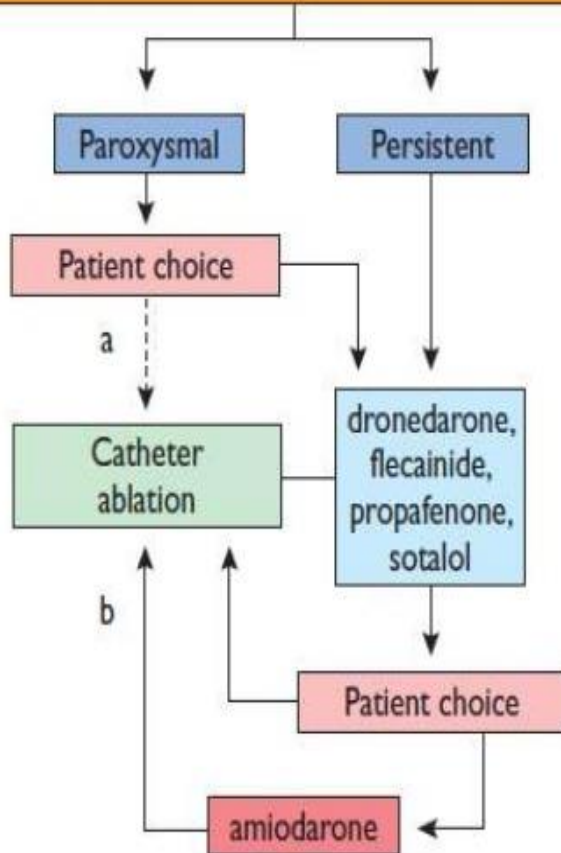 Paroxysmal
Persistent
Patient choice
a
Catheter
ablation
dronedarone,
flecainide,
propafenone,
sotalol
b
Patient choice
amiodarone